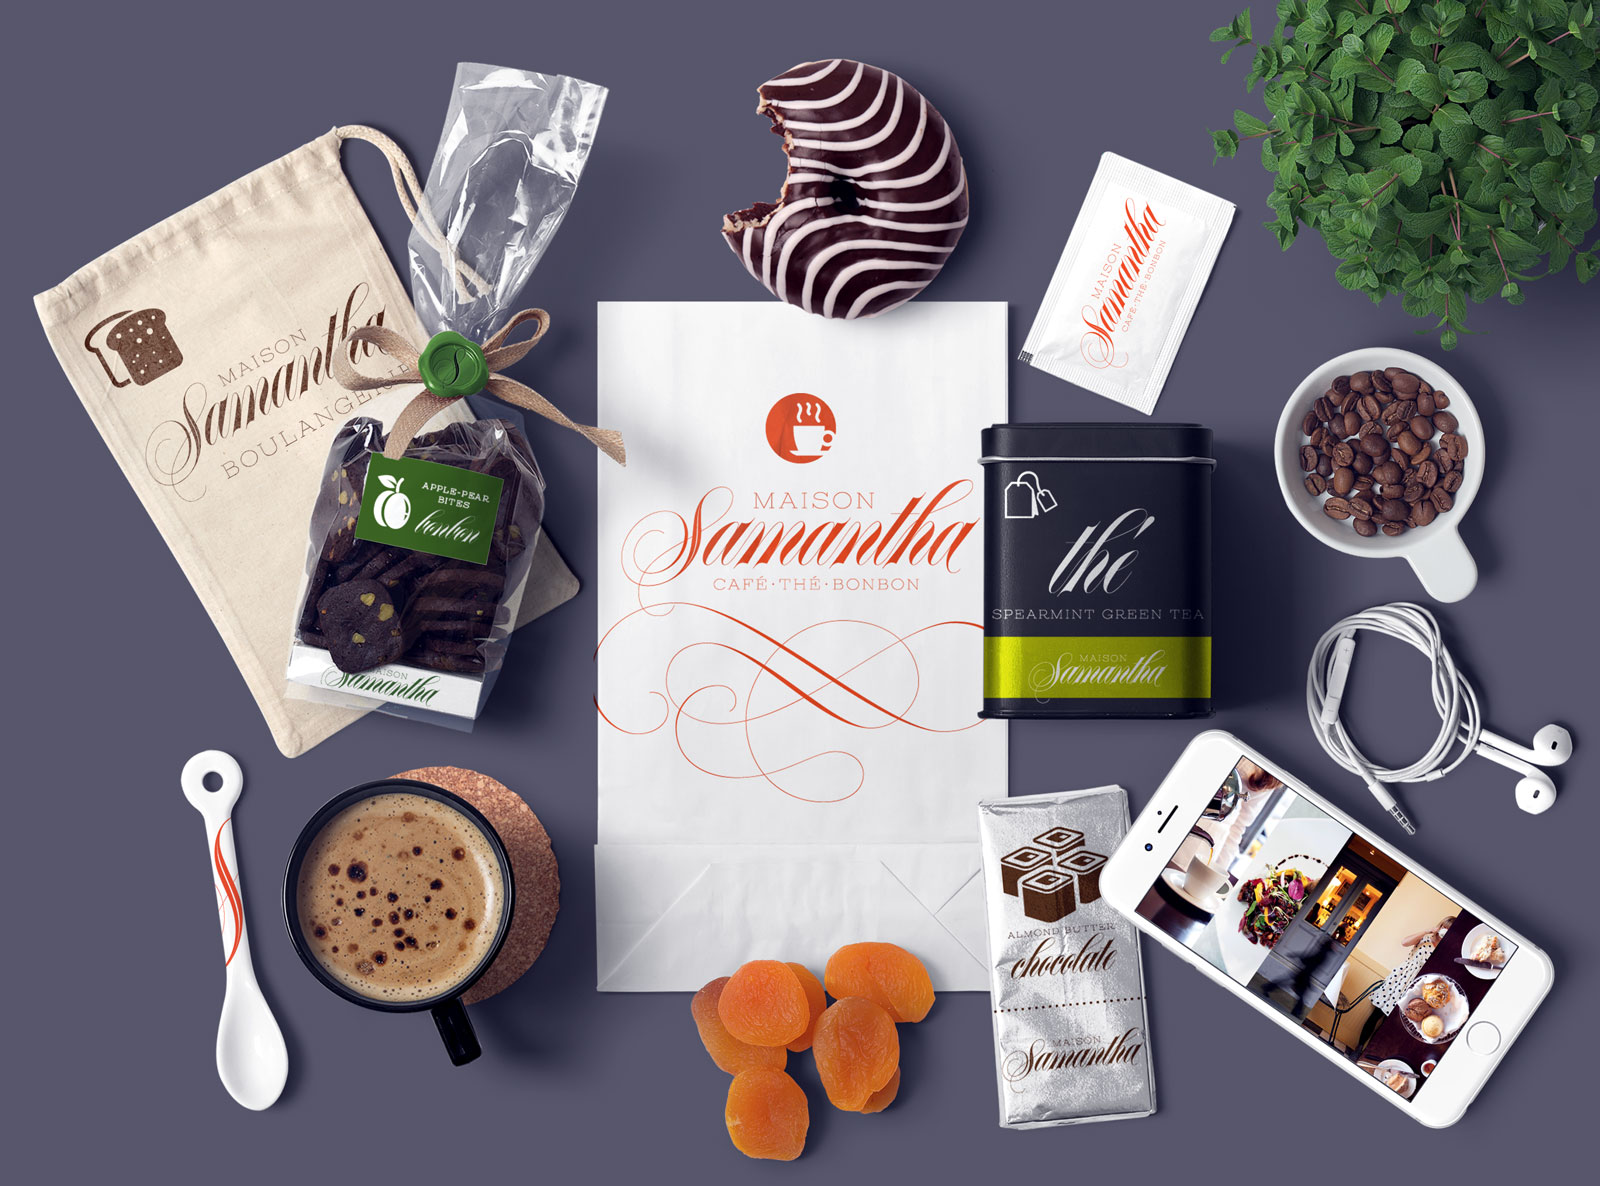 MAISON
Samantha
BOULANGERIE
S
APPLE-PEAR
BITES
bonbon
MAISON
Samantha
MAISON
Samantha
CAFÉ·THÉ·BONBON
MAISON
Samantha
CAFÉ·THÉ·BONBON
thé
SPEARMINT GREEN TEA
MAISON
Samantha
ALMOND BUTTER
chocolate
MAISON
Samantha